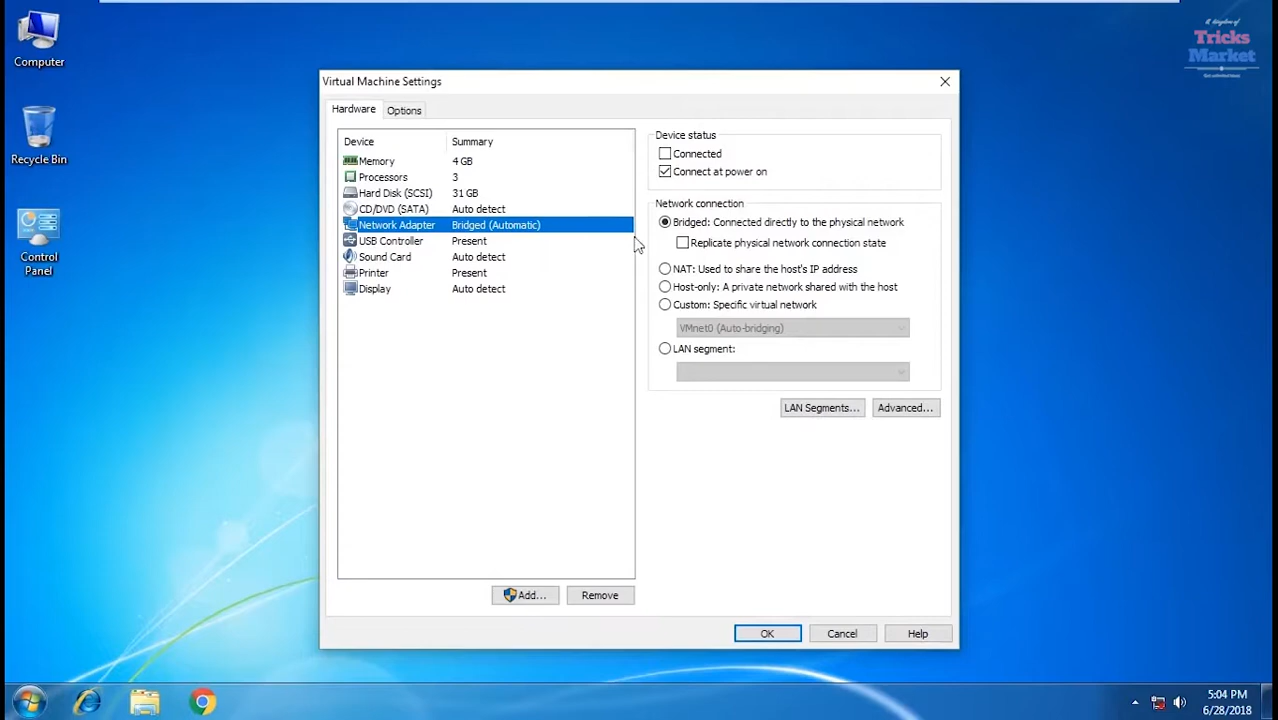 Computer
Recycle Bin
Control
Panel
Tricks
Market
Virtual Machine Settings
Hardware
Options
Device
Summary
Memory
4 GB
Processors
3
Hard Disk (SCSI)
31 GB
CD/DVD (SATA)
Auto detect
Network Adapter
Bridged (Automatic)
USB Controller
Present
Sound Card
Auto detect
Printer
Present
Display
Auto detect
Add...
Remove
Device status
Connected
Connect at power on
Network connection
Bridged: Connected directly to the physical network
Replicate physical network connection state
NAT: Used to share the host's IP address
Host-only: A private network shared with the host
Custom: Specific virtual network
VMnet0 (Auto-bridging)
LAN segment:
LAN Segments...
Advanced...
OK
Cancel
Help
5:04 PM
6/28/2018